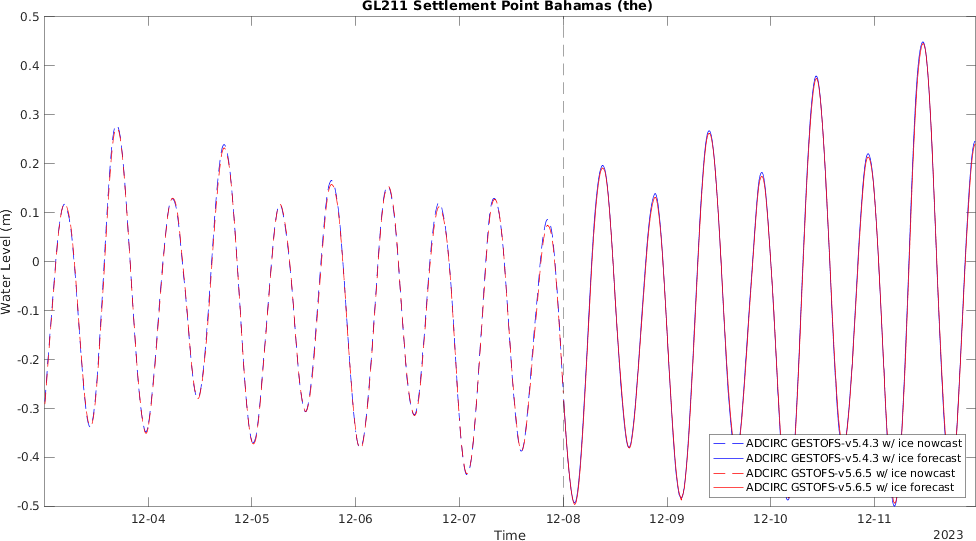 GL211 Settlement Point Bahamas (the)
0.5
0.4
0.3
0.2
0.1
0
-0.1
-0.2
-0.3
-0.4
-0.5
Water Level (m)
12-04
12-05
12-06
12-07
12-08
12-09
12-10
12-11
Time
2023
ADCIRC GESTOFS-v5.4.3 w/ ice nowcast
ADCIRC GESTOFS-v5.4.3 w/ ice forecast
ADCIRC GSTOFS-v5.6.5 w/ ice nowcast
ADCIRC GSTOFS-v5.6.5 w/ ice forecast